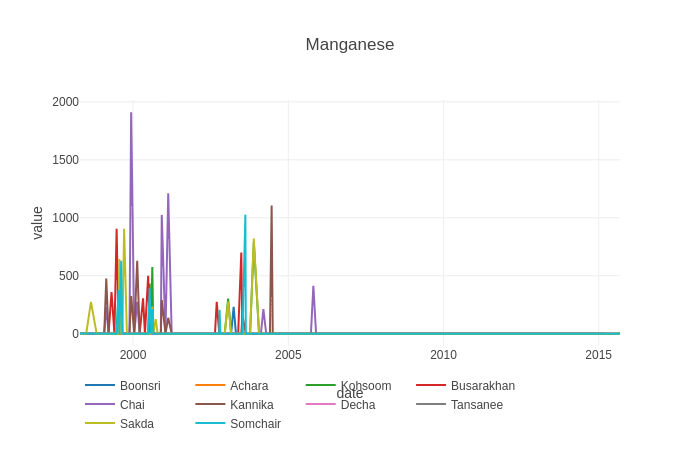 Manganese
2000
1500
1000
500
0
value
2000 2005 2010 2015
date
Boonsri Achara Kohsoom Busarakhan
Chai Kannika Decha Tansanee
Sakda Somchair